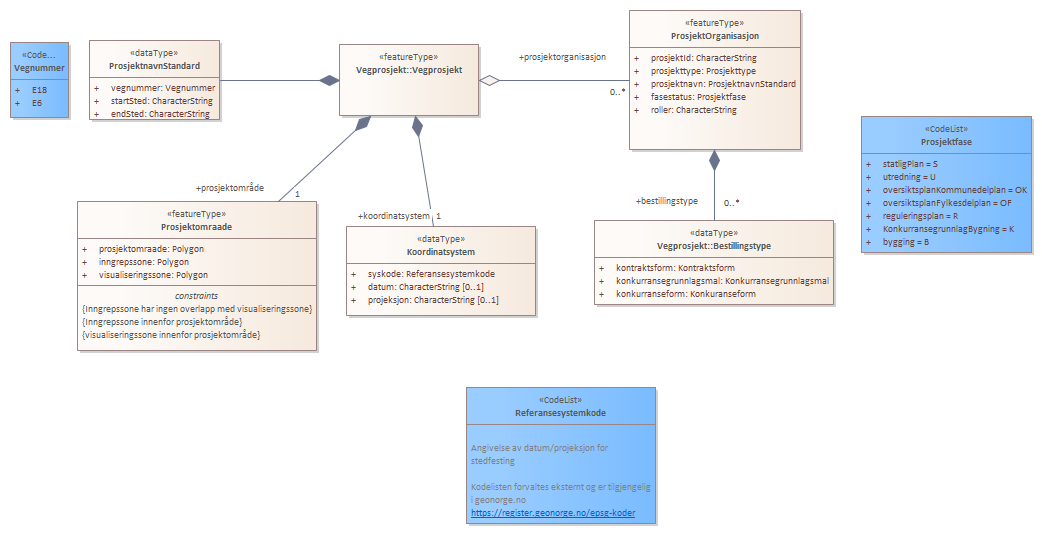 «Code...
Vegnummer
+ E18
+ E6
«dataType»
ProsjektnavnStandard
+ vegnummer: Vegnummer
+ startSted: CharacterString
+ endSted: CharacterString
«featureType»
Vegprosjekt::Vegprosjekt
+prosjektorganisasjon
0..*
«featureType»
ProsjektOrganisasjon
+ prosjektId: CharacterString
+ prosjekttype: Prosjekttype
+ prosjektnavn: ProsjektnavnStandard
+ fasestatus: Prosjektfase
+ roller: CharacterString
«CodeList»
Prosjektfase
+ statligPlan = S
+ utredning = U
+ oversiktsplanKommunedelplan = OK
+ oversiktsplanFylkesdelplan = OF
+ reguleringsplan = R
+ KonkurransegrunnlagBygning = K
+ bygging = B
+prosjektområde
1
+koordinatsystem
1
+bestillingstype
0..*
«featureType»
Prosjektomraade
+ prosjektomraade: Polygon
+ inngrepssone: Polygon
+ visualiseringssone: Polygon
constraints
{Inngrepssone har ingen overlapp med visualiseringssone}
{Inngrepssone innenfor prosjektområde}
{visualiseringssone innenfor prosjektområde}
«dataType»
Koordinatsystem
+ syskode: Referansesystemkode
+ datum: CharacterString [0..1]
+ projeksjon: CharacterString [0..1]
«dataType»
Vegprosjekt::Bestillingstype
+ kontraktsform: Kontraktsform
+ konkurransegrunnlagsmal: Konkurransegrunnlagsmal
+ konkurranseform: Konkuranseform
«CodeList»
Referansesystemkode
Angivelse av datum/projeksjon for
stedfesting
Kodelisten forvaltes eksternt og er tilgjengelig
i geonorge.no
https://register.geonorge.no/epsg-koder